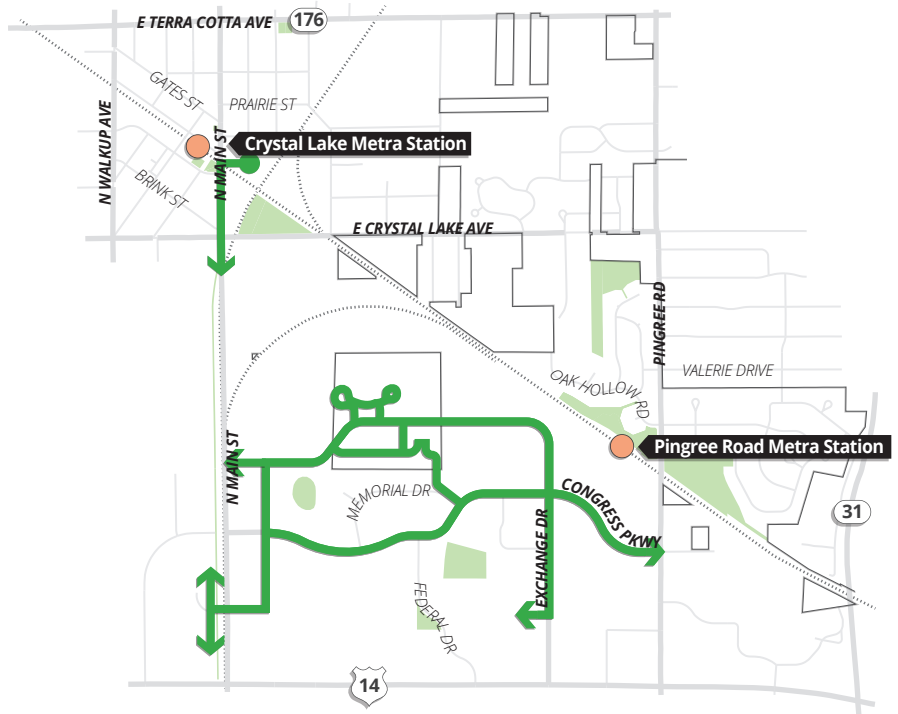 E TERRA COTTA AVE
176
GATES ST
PRAIRIE ST
N WALKUP AVE
N MAIN ST
Crystal Lake Metra Station
BRINK ST
E CRYSTAL LAKE AVE
PINGREE RD
VALERIE DRIVE
OAK HOLLOW RD
Pingree Road Metra Station
N MAIN ST
MEMORIAL DR
CONGRESS PKWY
31
EXCHANGE DR
FEDERAL DR
14